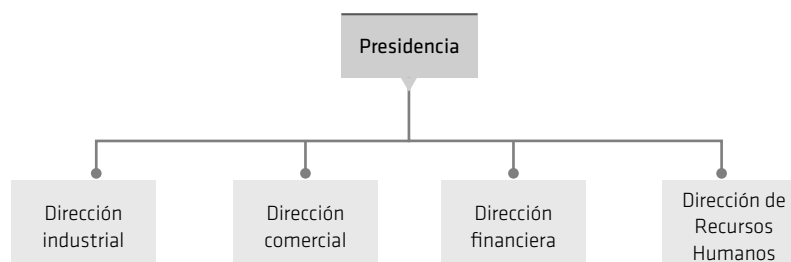 Presidencia
Dirección
industrial
Dirección
comercial
Dirección
financiera
Dirección de
Recursos
Humanos